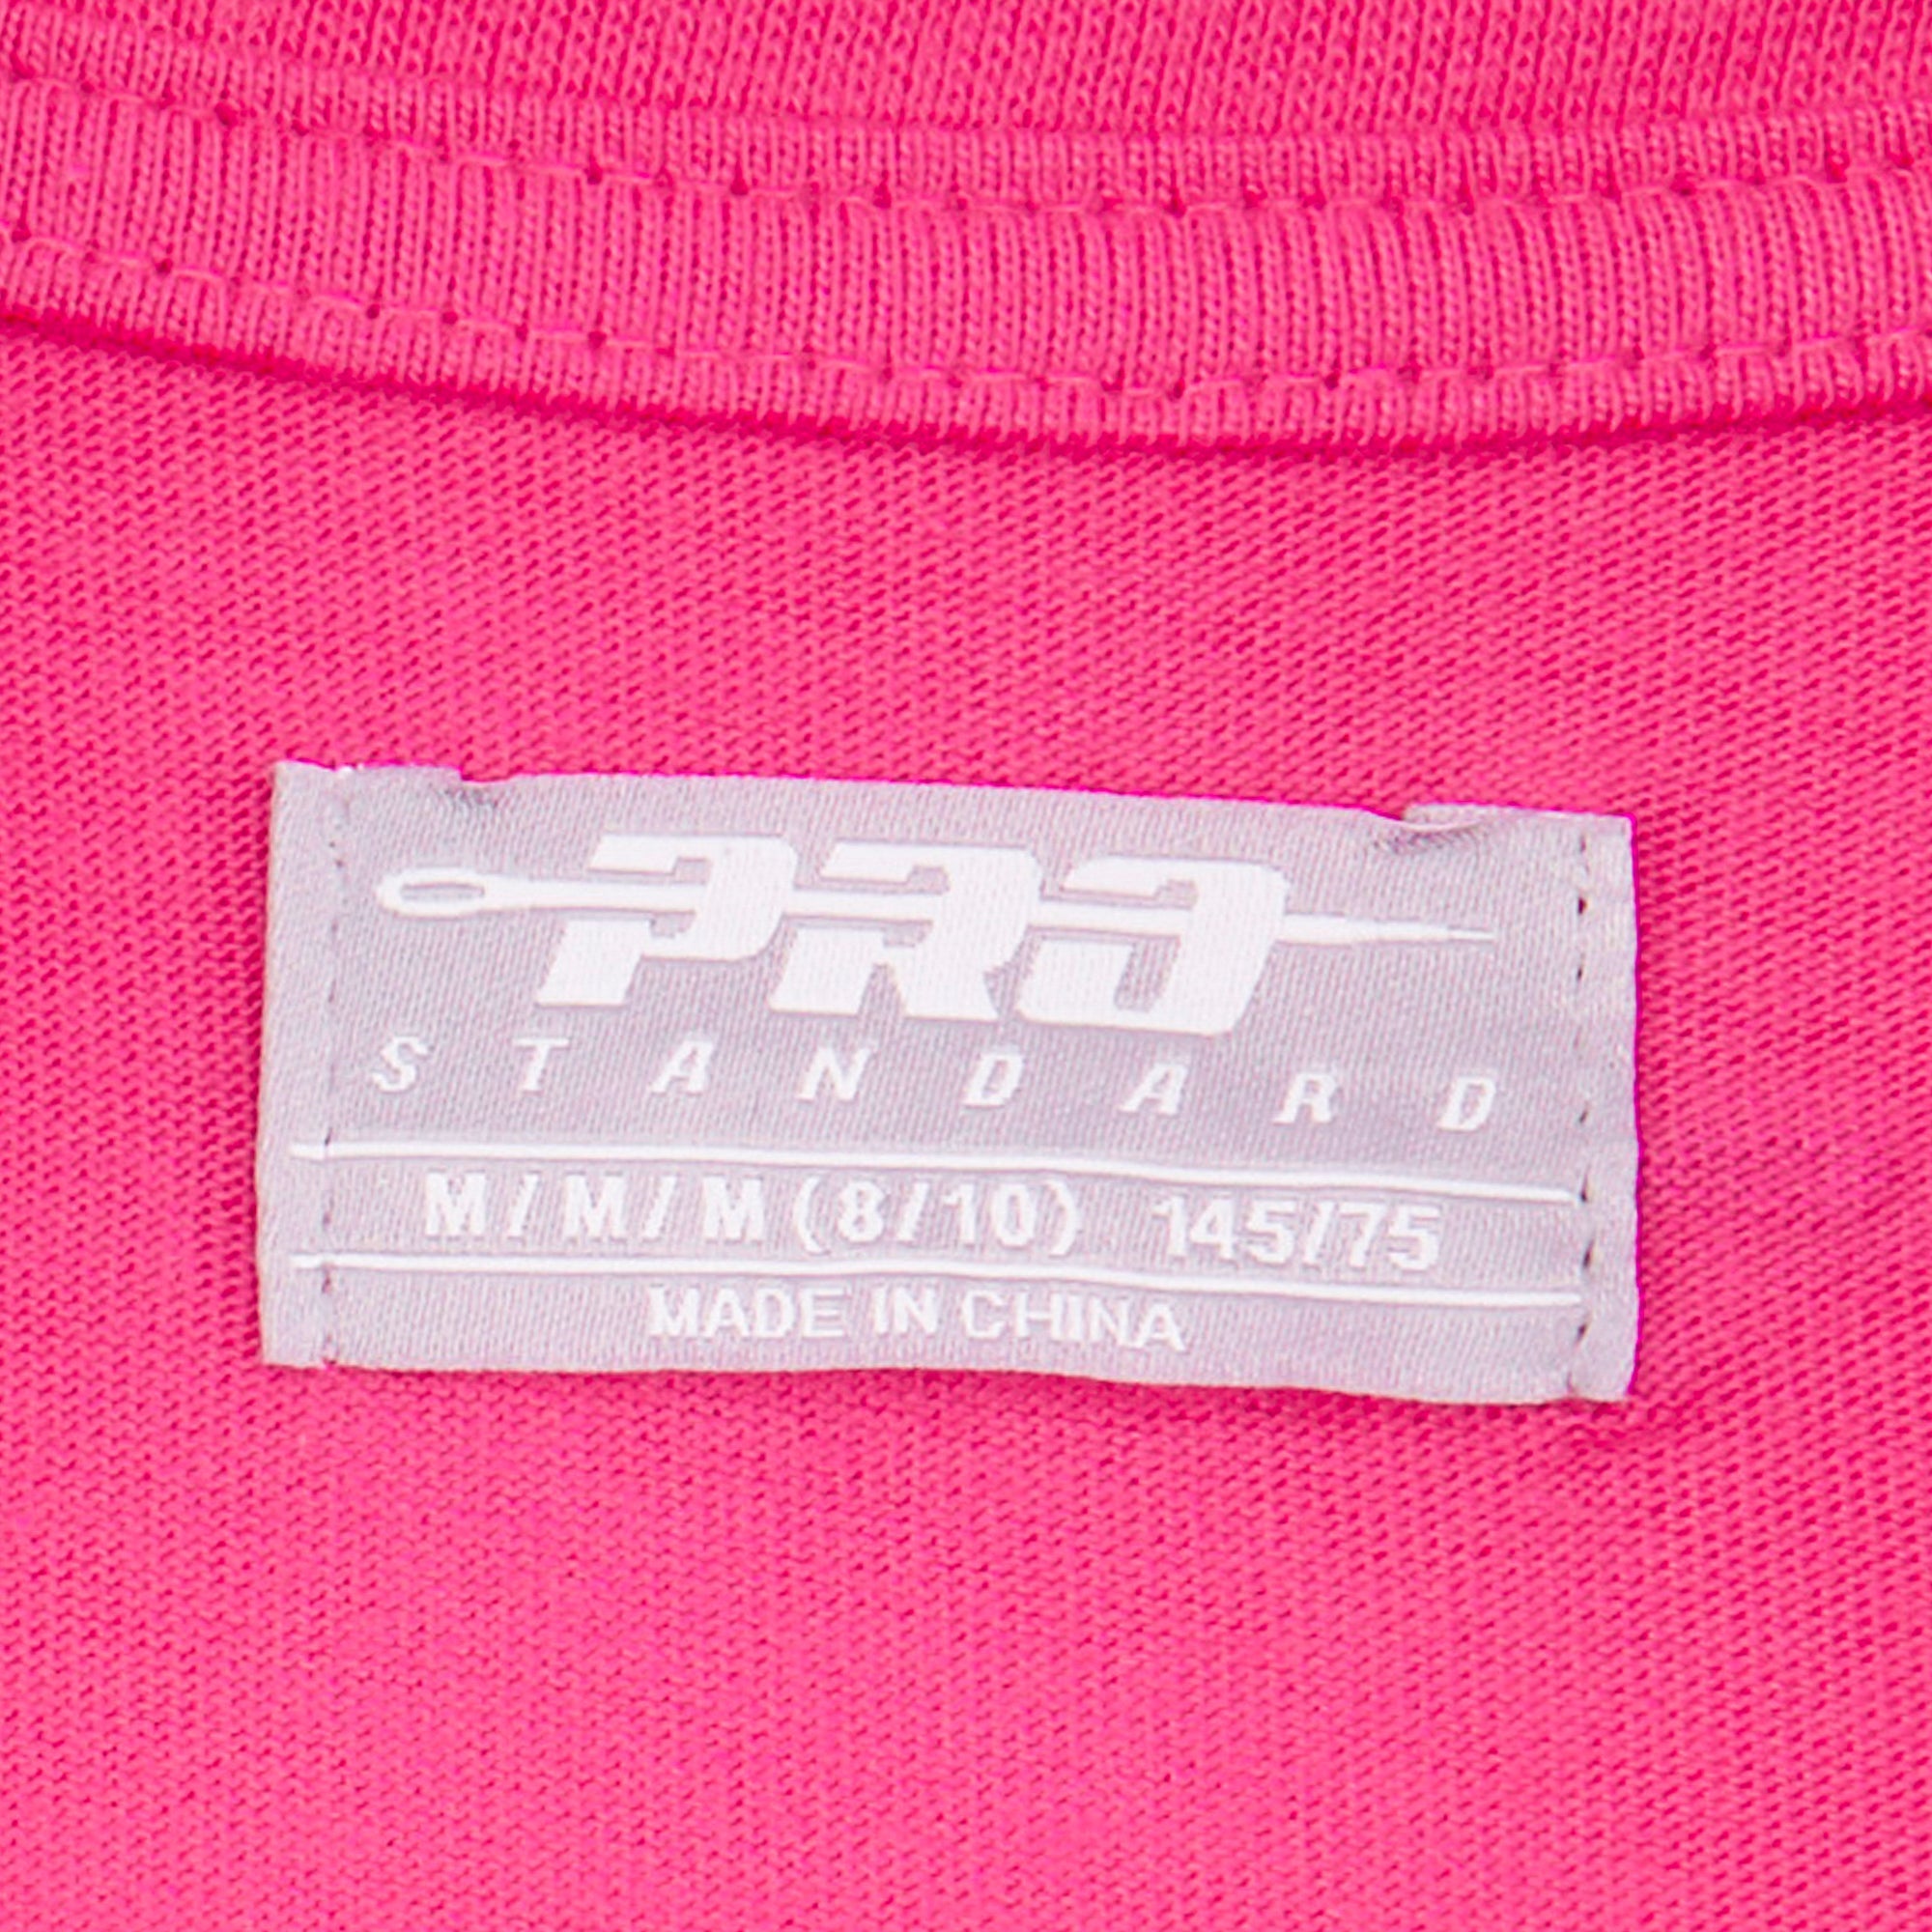 PRO
STANDARD
M/M/M(8/10) 145/75
MADE IN CHINA